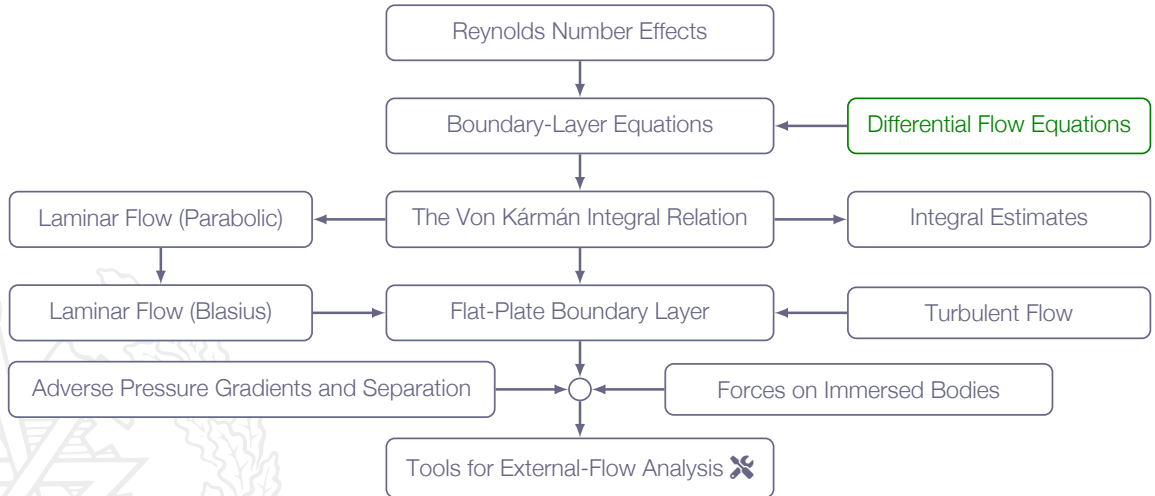 Reynolds Number Effects
Boundary-Layer Equations
Differential Flow Equations
Laminar Flow (Parabolic)
The Von Kármán Integral Relation
Integral Estimates
Laminar Flow (Blasius)
Flat-Plate Boundary Layer
Turbulent Flow
Adverse Pressure Gradients and Separation
Forces on Immersed Bodies
Tools for External-Flow Analysis